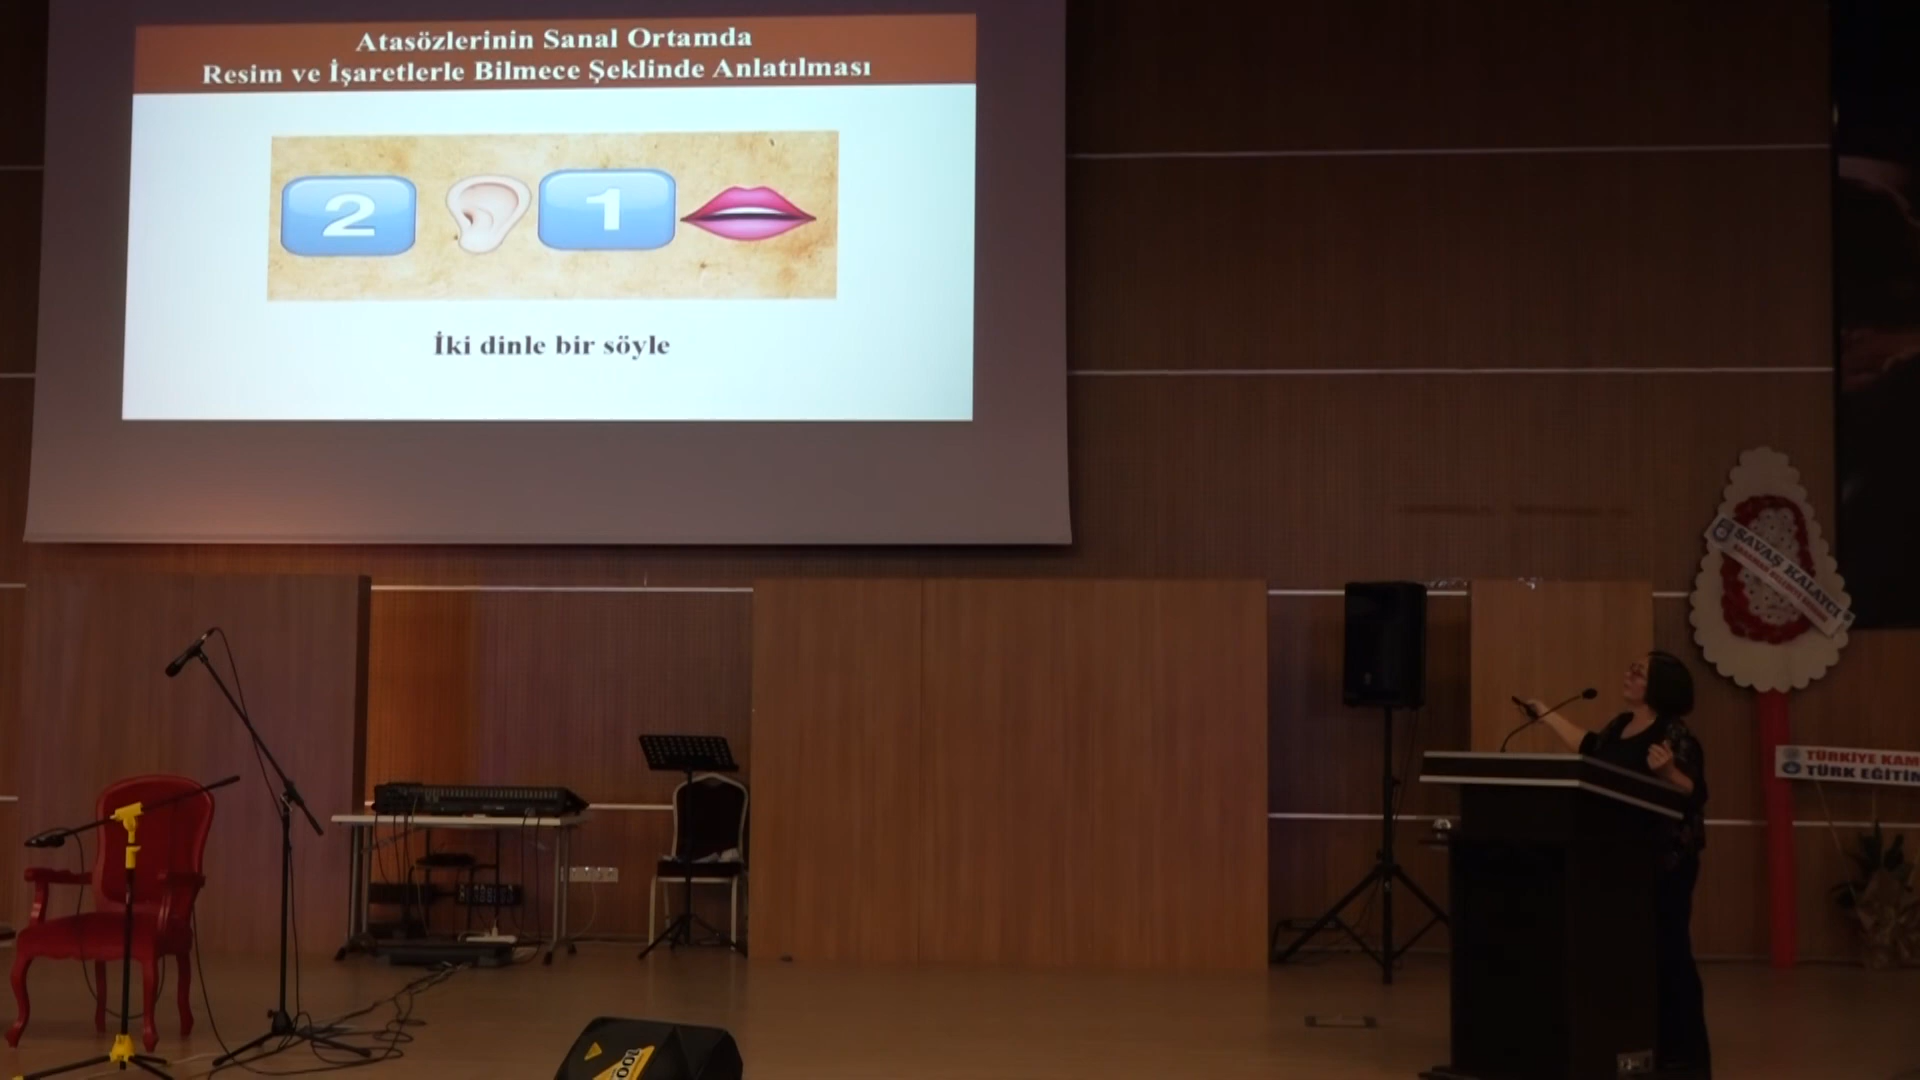 Atasözlerinin Sanal Ortamda
Resim ve İşaretlerle Bilmece Şeklinde Anlatılması
2 1
İki dinle bir söyle
SAVAŞ KALAYCI
TÜRKİYE KAM
TÜRK EĞİTİM